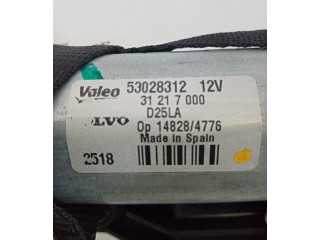 Valeo 53028312 12V
31 21 7 000
D25LA
LVO Op 14828/4776
Made in Spain
2518